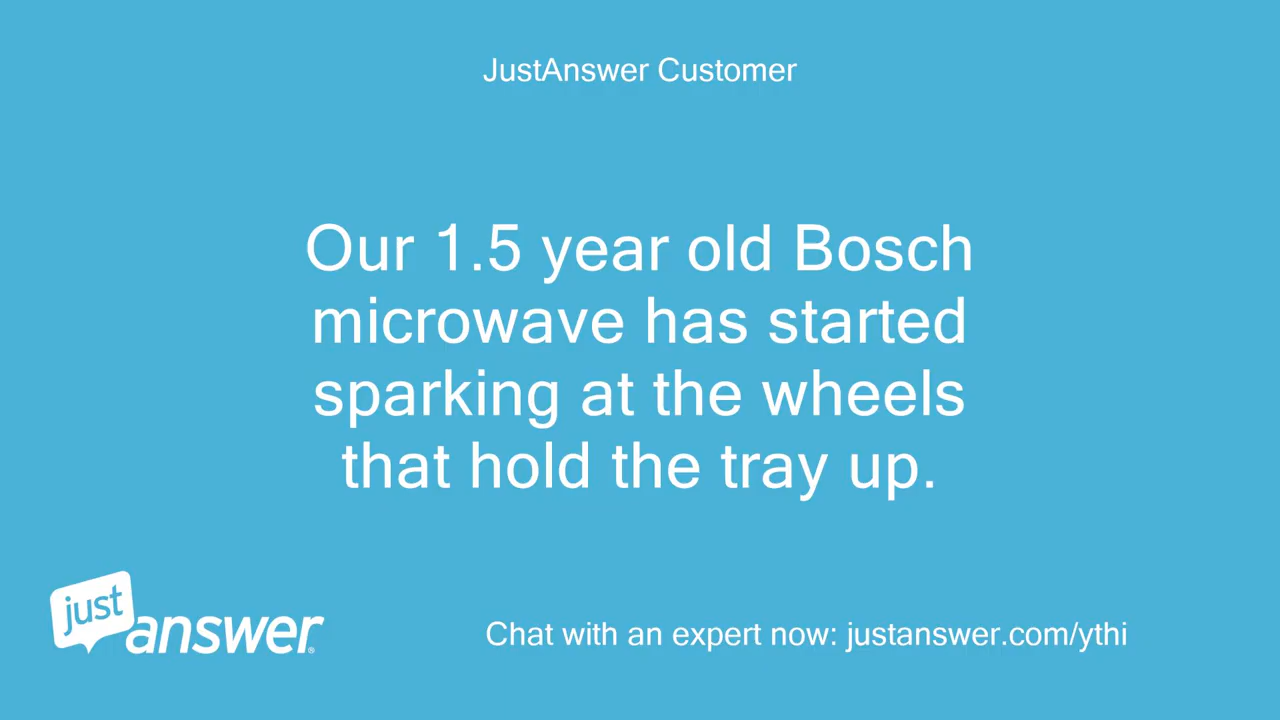 JustAnswer Customer
Our 1.5 year old Bosch
microwave has started
sparking at the wheels
that hold the tray up.
just
answer®
Chat with an expert now: justanswer.com/ythi